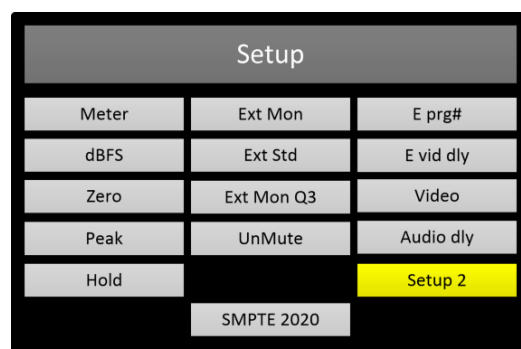 Setup
Meter Ext Mon E prg#
dBFS Ext Std E vid dly
Zero Ext Mon Q3 Video
Peak UnMute Audio dly
Hold Setup 2
SMPTE 2020